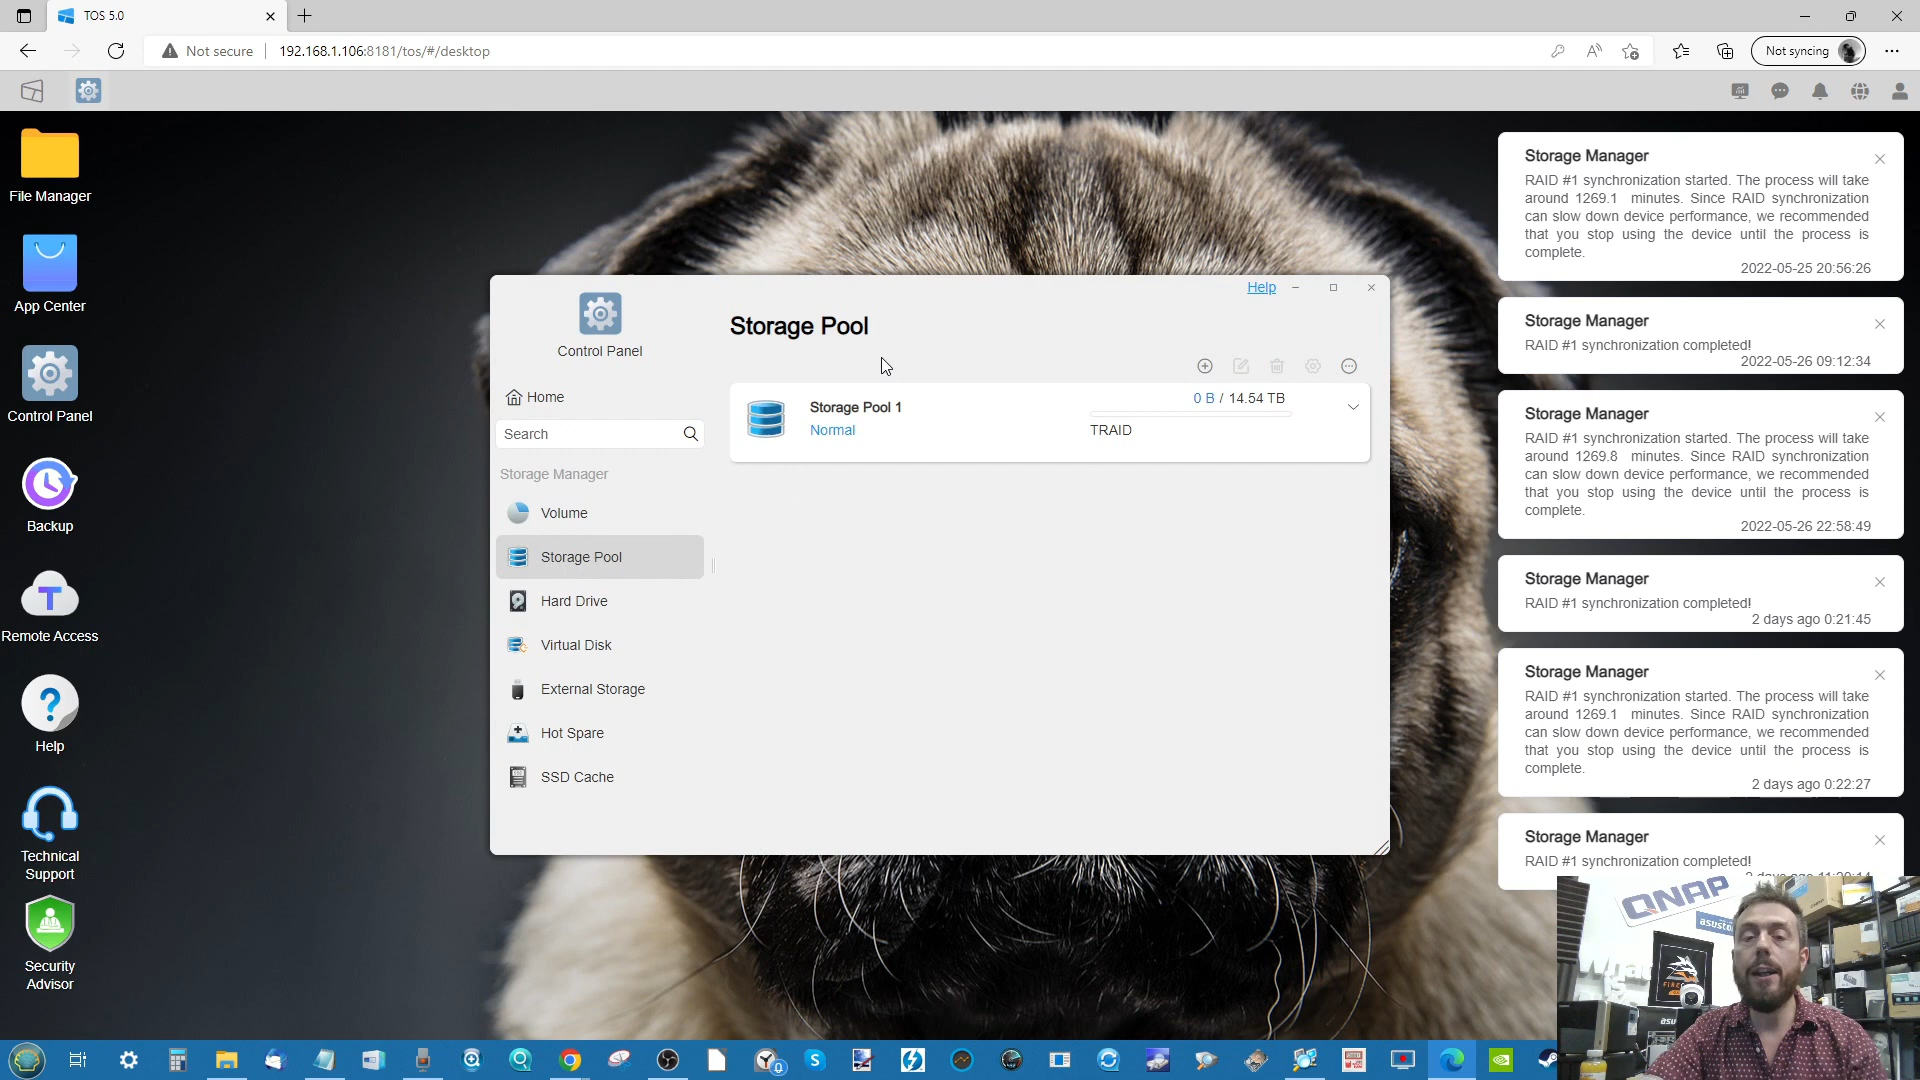 TOS 5.0
Not secure
192.168.1.106:8181/tos/#/desktop
Not syncing
File Manager
App Center
Control Panel
Backup
Remote Access
Help
Technical
Support
Security
Advisor
Help
Control Panel
Home
Search
Storage Manager
Volume
Storage Pool
Hard Drive
Virtual Disk
External Storage
Hot Spare
SSD Cache
Storage Pool
Storage Pool 1
Normal
0 B / 14.54 TB
TRAID
Storage Manager
RAID #1 synchronization started. The process will take
around 1269.1 minutes. Since RAID synchronization
can slow down device performance, we recommended
that you stop using the device until the process is
complete.
2022-05-25 20:56:26
Storage Manager
RAID #1 synchronization completed!
2022-05-26 09:12:34
Storage Manager
RAID #1 synchronization started. The process will take
around 1269.8 minutes. Since RAID synchronization
can slow down device performance, we recommended
that you stop using the device until the process is
complete.
2022-05-26 22:58:49
Storage Manager
RAID #1 synchronization completed!
2 days ago 0:21:45
Storage Manager
RAID #1 synchronization started. The process will take
around 1269.1 minutes. Since RAID synchronization
can slow down device performance, we recommended
that you stop using the device until the process is
complete.
2 days ago 0:22:27
Storage Manager
RAID #1 synchronization completed!
QNAP